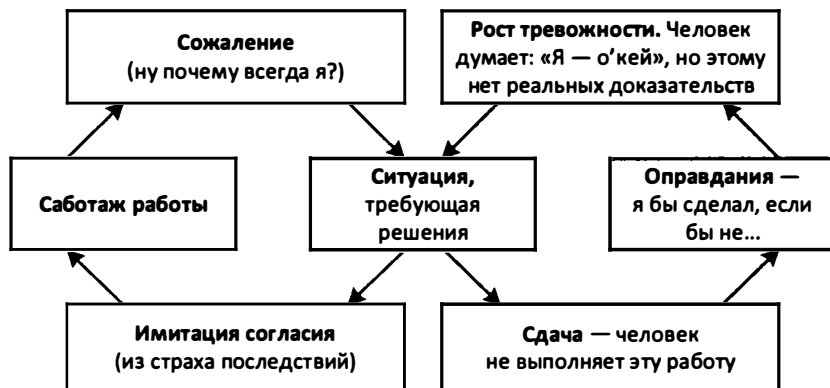 Сожаление
(ну почему всегда я?)
Рост тревожности. Человек
думает: «Я — о’кей», но этому
нет реальных доказательств
Саботаж работы
Ситуация,
требующая
решения
Оправдания —
я бы сделал, если
бы не...
Имитация согласия
(из страха последствий)
Сдача — человек
не выполняет эту работу